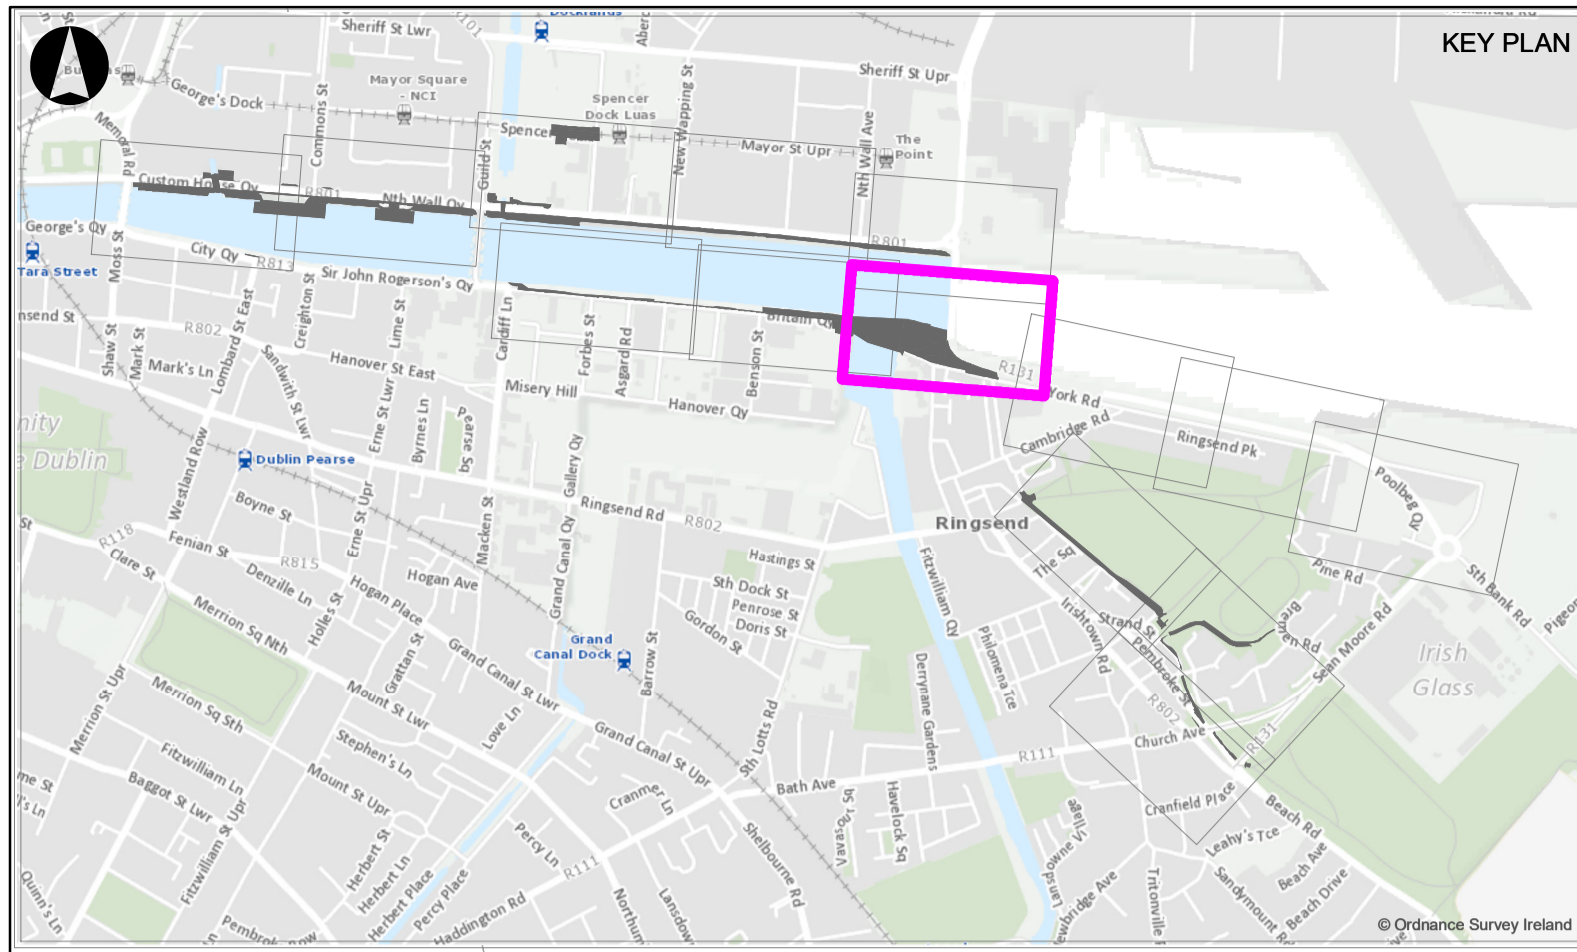 KEY PLAN
Docklands
Sheriff St Lwr
R101
Sheriff St Upr
Mayor Square
- NCI
George's Dock
Commons St
Memorial Rd
Spencer
Dock Luas
New Wapping St
Mayor St Upr
Nth Wall Ave
The
Point
Guild St
Custom House Qy
R801
Nth Wall Qy
R801
George's Qy
Moss St
City Qy
R813
Sir John Rogerson's Qy
Tara Street
Creighton St
Lime St
Cardiff Ln
Forbes St
Asgard Rd
Benson St
Britain Qy
R131
York Rd
Cambridge Rd
Ringsend Pk
Poolbeg Qy
Shaw St
Mark St
Mark's Ln
R802
Lombard St East
Sandwith St Lwr
Hanover St East
Erne St Lwr
Byrnes Ln
Pearse Sq
Misery Hill
Hanover Qy
Westland Row
Dublin Pearse
Boyne St
Erne St Upr
Macken St
Gallery Qy
Grand Canal Qy
Ringsend Rd
R802
Ringsend
Hastings St
Sth Dock St
Penrose St
Doris St
Gordon St
Fitzwilliam Qy
The Sq
Irishtown Rd
Strand St
Pembroke St
Pine Rd
Sth Bank Rd
Sean Moore Rd
Irish
Glass
R118
Clare St
Fenian St
R815
Denzille Ln
Hogan Place
Hogan Ave
Holles St
Merrion Sq Nth
Grattan St
Grand Canal St Lwr
Grand
Canal Dock
Barrow St
Philomena Tce
Derrynane Gardens
R802
Church Ave
R131
R111
Merrion St Upr
Merrion Sq Sth
Mount St Lwr
Love Ln
Grand Canal St Upr
Sth Lotts Rd
Bath Ave
Stephen's Ln
Fitzwilliam Ln
Mount St Upr
Baggot St Lwr
Fitzwilliam St Upr
Cranmer Ln
Vavasour Sq
Havelock Sq
Cranfield Place
Beach Rd
Leahy's Tce
Beach Ave
Beach Drive
Percy Ln
R111
Shelbourne Rd
Herbert St
Herbert Ln
Herbert Place
Percy Place
Haddington Rd
Quinn's Ln
Tritonville
Sandymount Rd
© Ordnance Survey Ireland